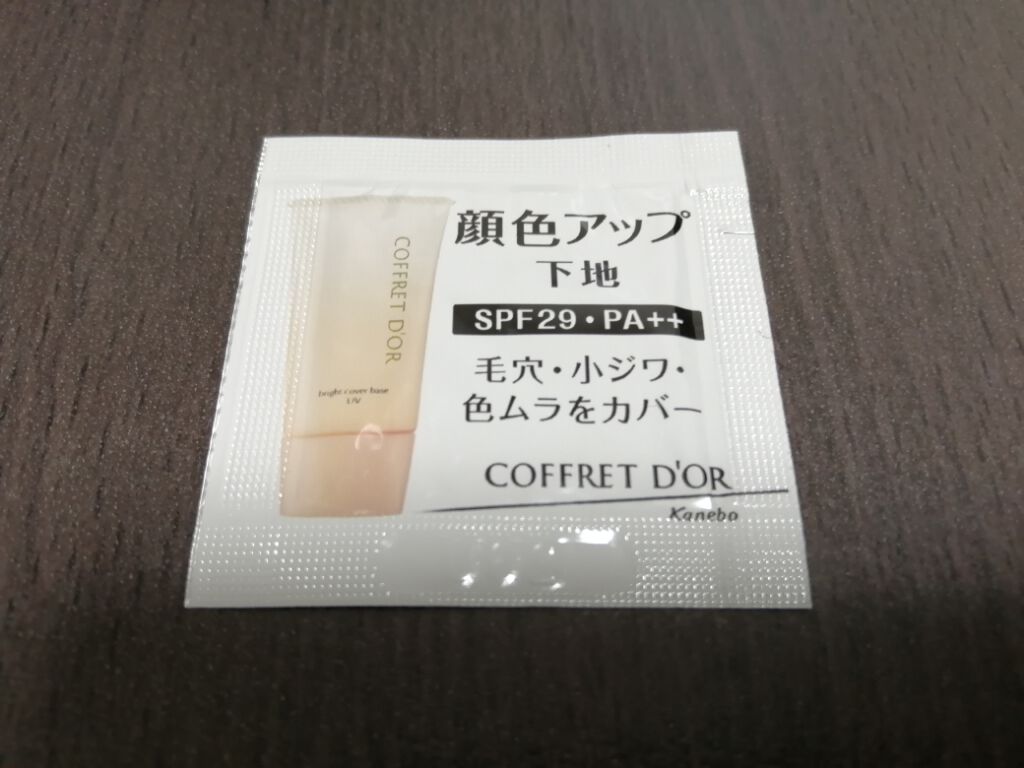 顔色アップ
下地
SPF29・PA++
毛穴・小ジワ・
色ムラをカバー
COFFRET D'OR
Kanebo
COFFRET D'OR
bright cover base
UV